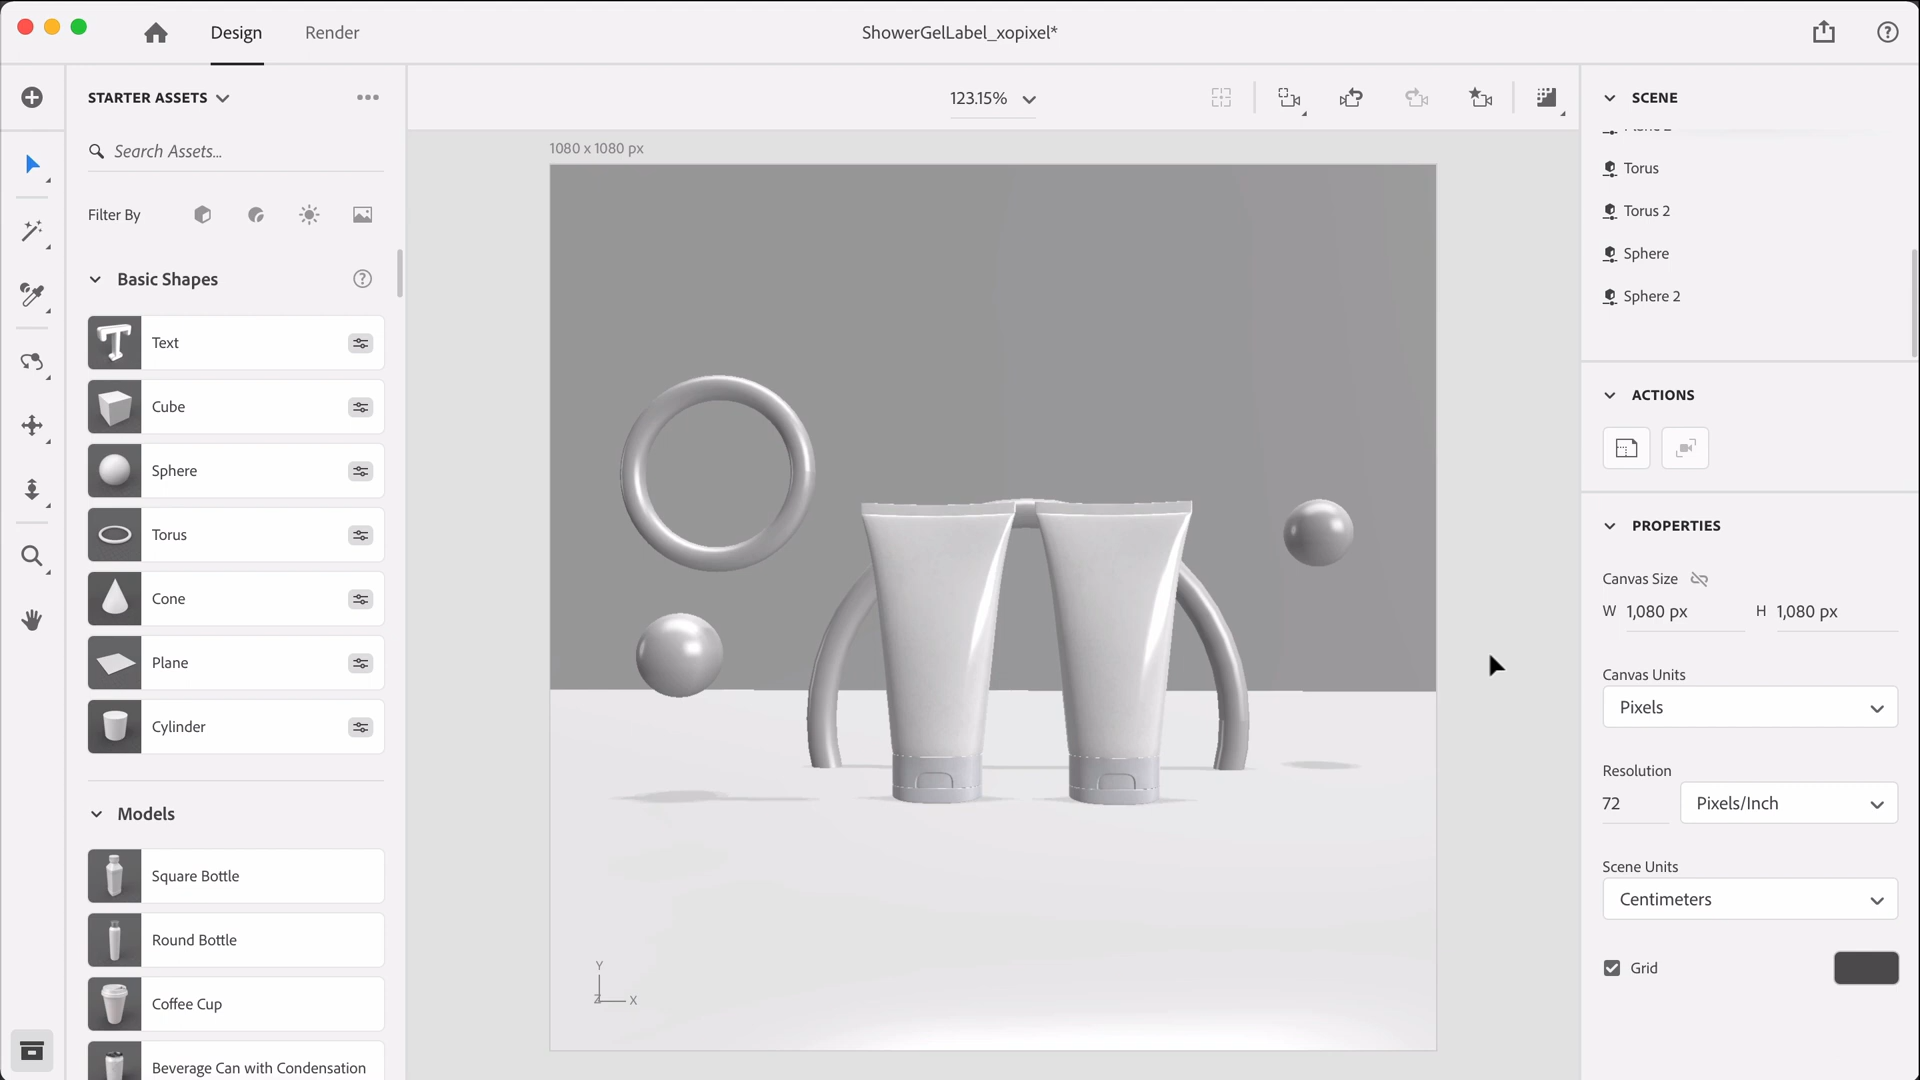 Design
Render
ShowerGelLabel_xopixel*
STARTER ASSETS
123.15%
SCENE
Search Assets...
1080 x 1080 px
Torus
Filter By
Torus 2
Sphere
Basic Shapes
Sphere 2
Text
Cube
ACTIONS
Sphere
Torus
PROPERTIES
Cone
Canvas Size
W 1,080 px H 1,080 px
Plane
Canvas Units
Pixels
Cylinder
Resolution
72 Pixels/Inch
Models
Scene Units
Square Bottle
Centimeters
Round Bottle
Grid
Y
Z X
Coffee Cup
Beverage Can with Condensation